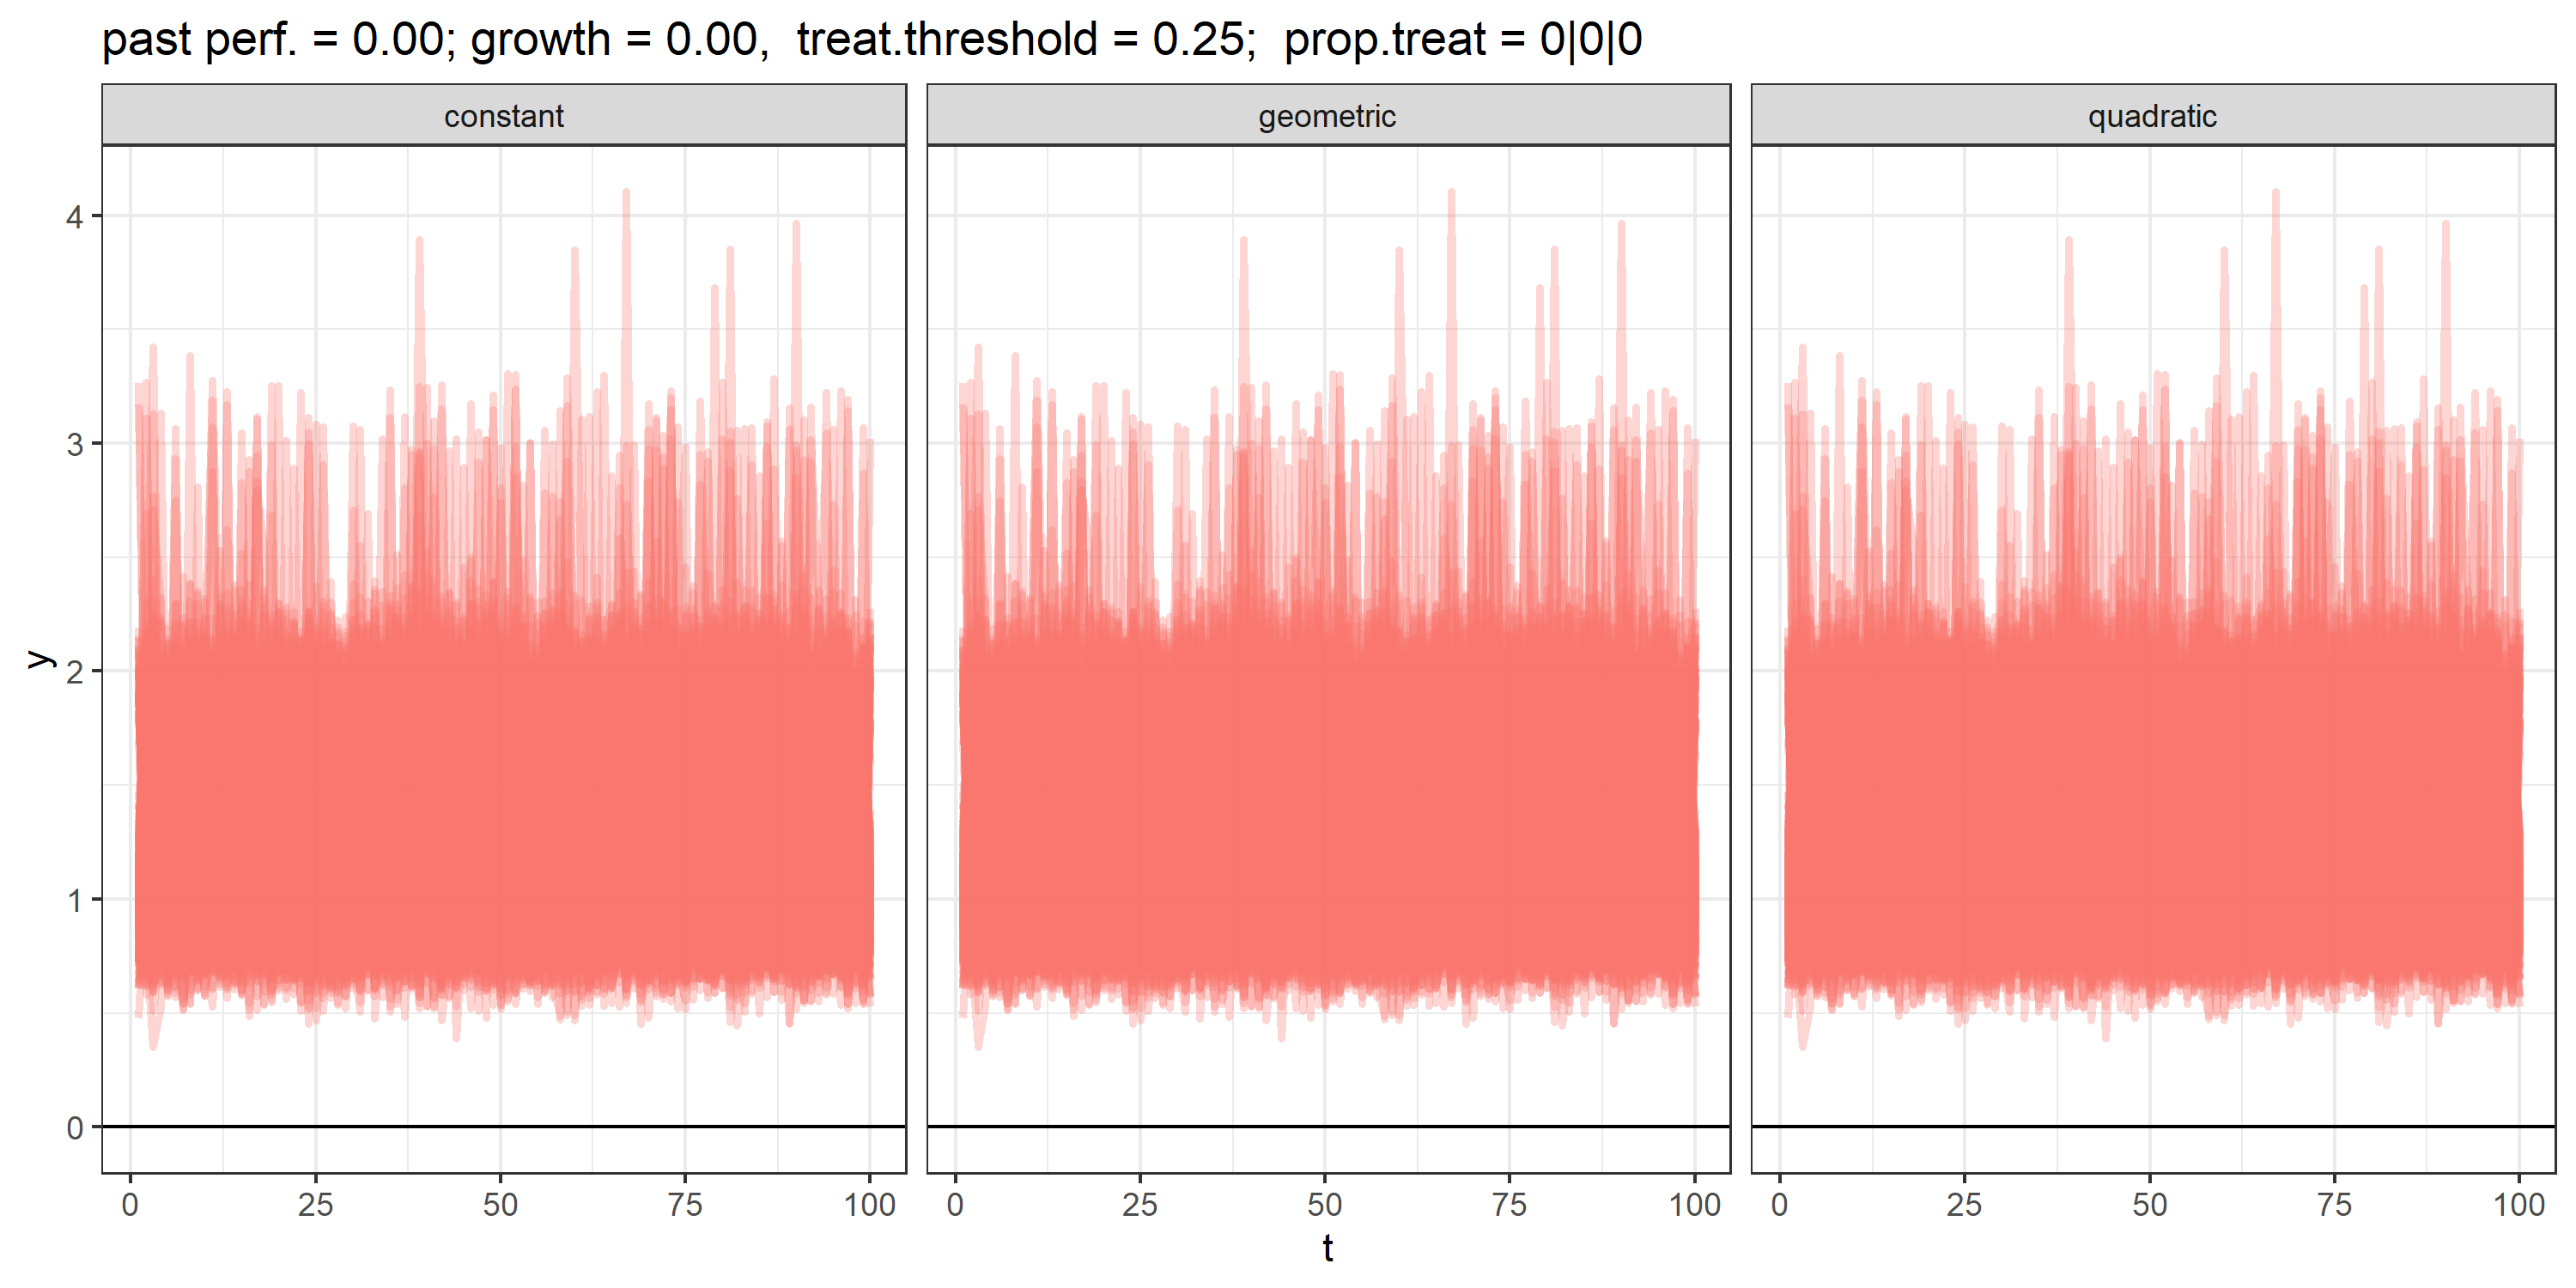 past perf. = 0.00; growth = 0.00,  treat.threshold = 0.25;  prop.treat = 0|0|0
constant geometric quadratic
4
3
2
1
0
y
0 25 50 75 100 0 25 50 75 100 0 25 50 75 100
t